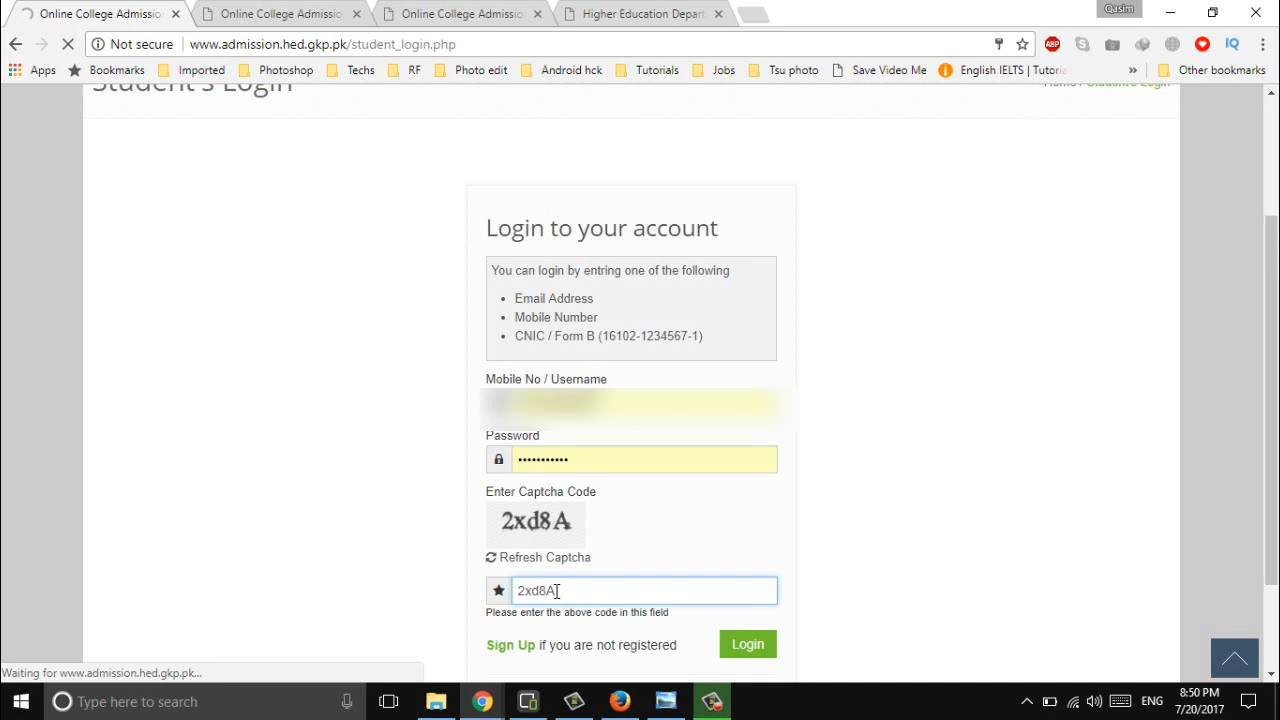 Online College Admission
Online College Admissio
Online College Admissio
Higher Education Depart
Qasim
Not secure
www.admission.hed.gkp.pk/student_login.php
Apps
Bookmarks
Imported
Photoshop
Techs
RF
Photo edit
Android hck
Tutorials
Jobs
Tsu photo
Save Video Me
English IELTS | Tutoria
Other bookmarks
Student's Login
Home / Student's Login
Login to your account
You can login by entring one of the following
Email Address
Mobile Number
CNIC / Form B (16102-1234567-1)
Mobile No / Username
Password
Enter Captcha Code
2xd8A
Refresh Captcha
2xd8A
Please enter the above code in this field
Sign Up if you are not registered
Login
Waiting for www.admission.hed.gkp.pk...
Type here to search
ENG
8:50 PM
7/20/2017